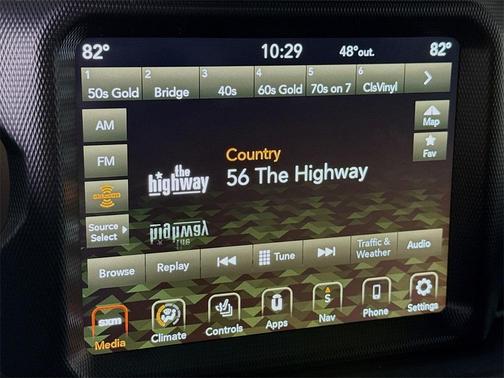 82° 10:29 48°out. 82°
1 2 3 4 5 6
50s Gold Bridge 40s 60s Gold 70s on 7 ClsVinyl
AM
Map
FM
Fav
the
highway
Country
56 The Highway
Source
Select
Browse Replay Tune Traffic &
Weather Audio
sxm
Media Climate Controls Apps S
Nav Phone Settings